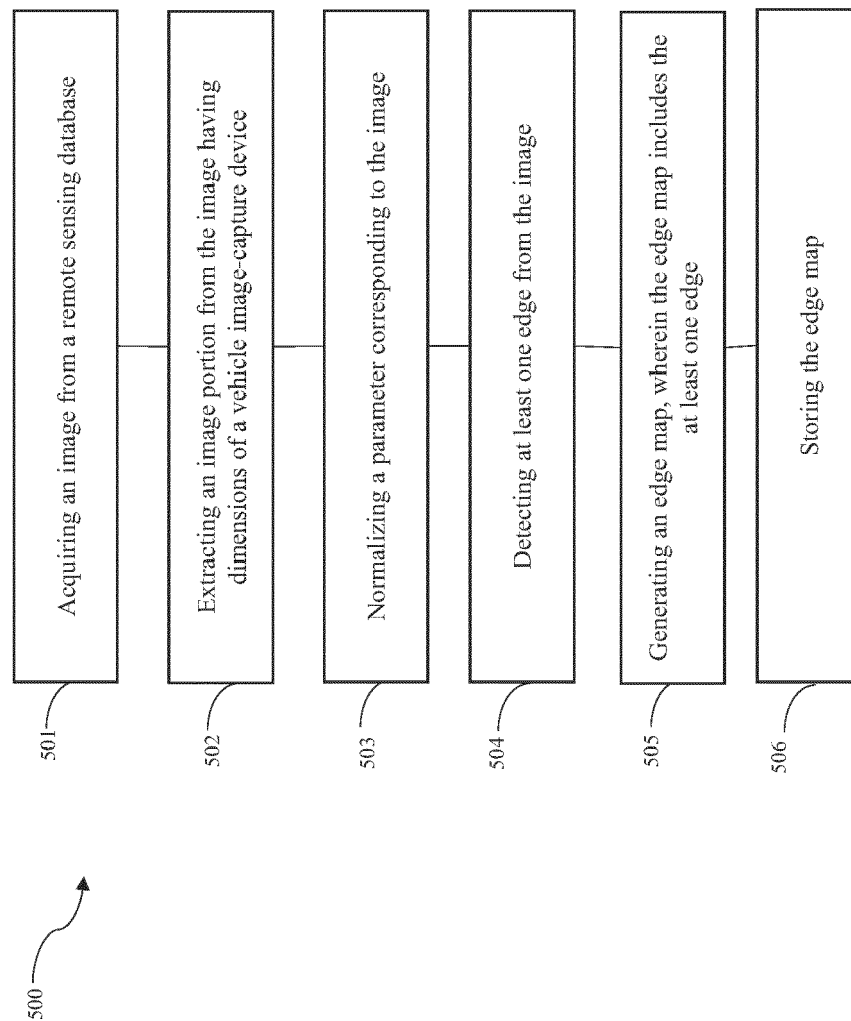 500
501
Acquiring an image from a remote sensing database
502
Extracting an image portion from the image having
dimensions of a vehicle image-capture device
503
Normalizing a parameter corresponding to the image
504
Detecting at least one edge from the image
505
Generating an edge map, wherein the edge map includes the
at least one edge
506
Storing the edge map